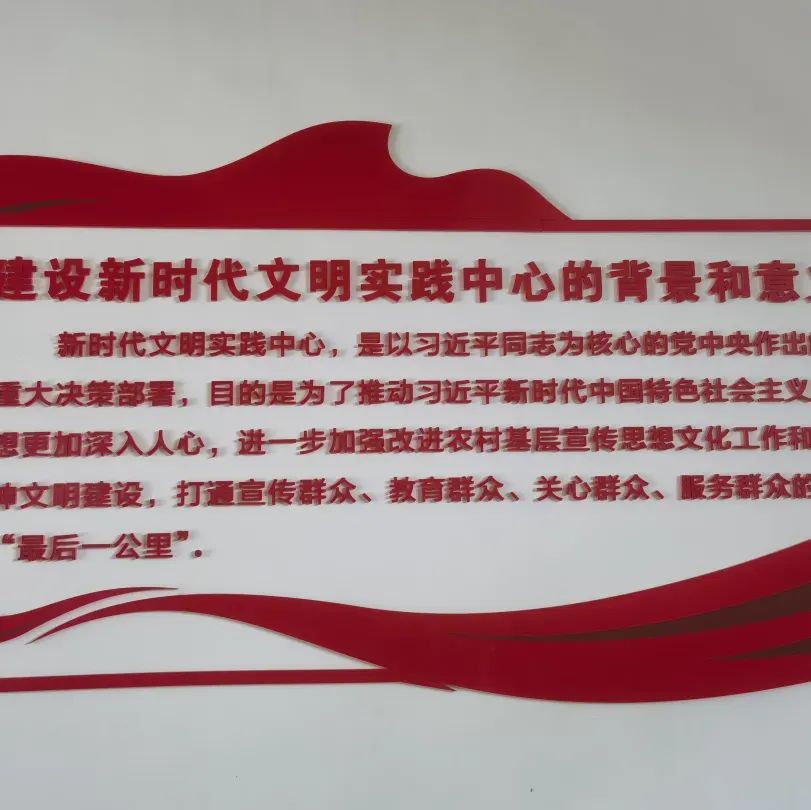 建设新时代文明实践中心的背景和意义
新时代文明实践中心，是以习近平同志为核心的党中央作出的
重大决策部署，目的是为了推动习近平新时代中国特色社会主义
想更加深入人心，进一步加强改进农村基层宣传思想文化工作和
神文明建设，打通宣传群众、教育群众、关心群众、服务群众的
“最后一公里”。